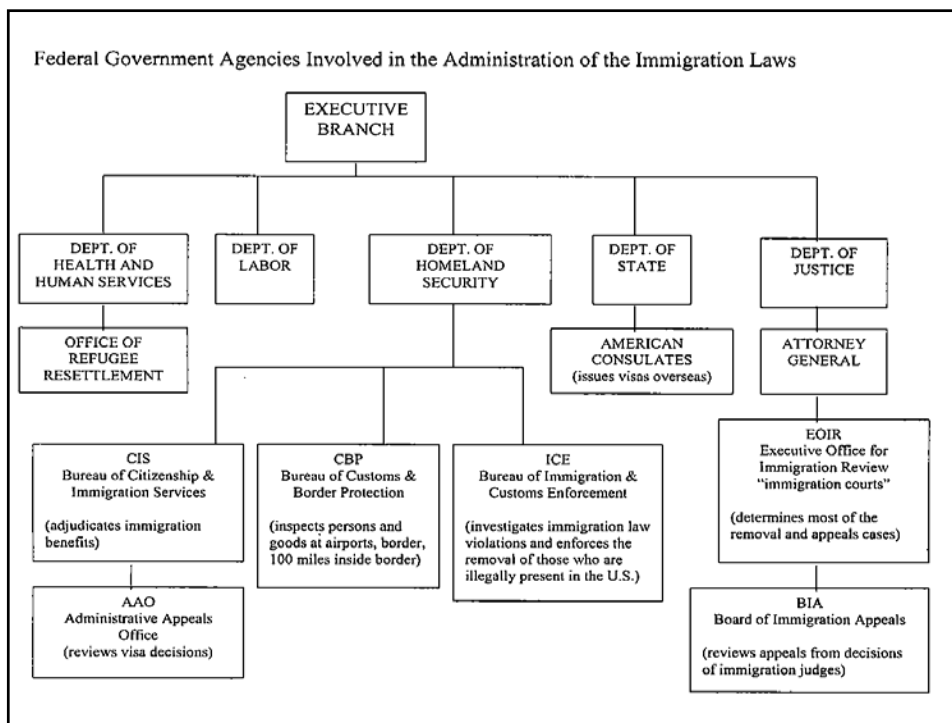 Federal Government Agencies Involved in the Administration of the Immigration Laws
EXECUTIVE
BRANCH
DEPT. OF
HEALTH AND
HUMAN SERVICES
DEPT. OF
LABOR
DEPT. OF
HOMELAND
SECURITY
DEPT. OF
STATE
DEPT. OF
JUSTICE
OFFICE OF
REFUGEE
RESETTLEMENT
AMERICAN
CONSULATES
(issues visas overseas)
ATTORNEY
GENERAL
CIS
Bureau of Citizenship &
Immigration Services
(adjudicates immigration
benefits)
CBP
Bureau of Customs &
Border Protection
(inspects persons and
goods at airports, border,
100 miles inside border)
ICE
Bureau of Immigration &
Customs Enforcement
(investigates immigration law
violations and enforces the
removal of those who are
illegally present in the U.S.)
EOIR
Executive Office for
Immigration Review
“immigration courts”
(determines most of the
removal and appeals cases)
AAO
Administrative Appeals
Office
(reviews visa decisions)
BIA
Board of Immigration Appeals
(reviews appeals from decisions
of immigration judges)